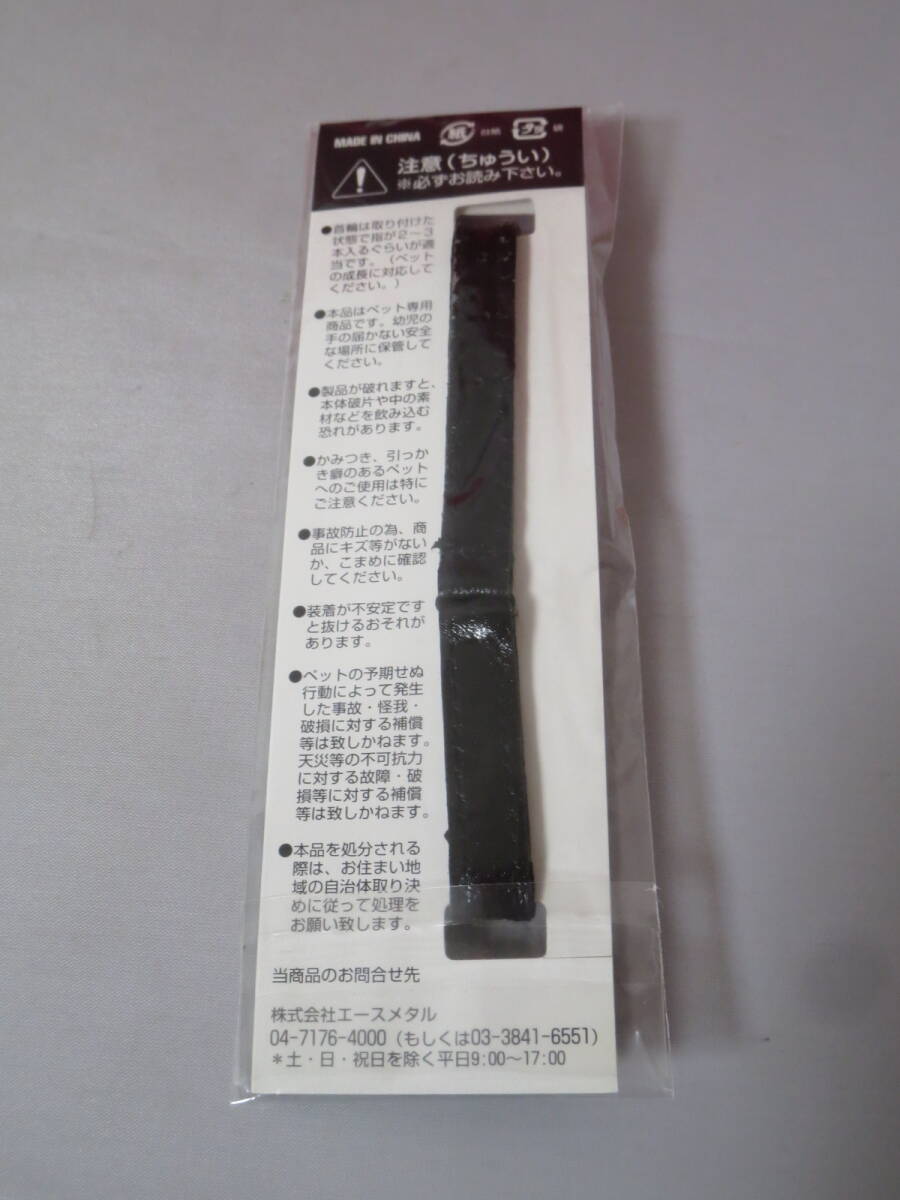 MADE IN CHINA
紙
台紙
プラ
袋
注意(ちゅうい)
※必ずお読み下さい。
●首輪は取り付けた
状態で指が2〜3
本入るぐらいが適
当です。(ペット
の成長に対応して
ください。)
●本品はペット専用
商品です。幼児の
手の届かない安全
な場所に保管して
ください。
●製品が破れますと、
本体破片や中の素
材などを飲み込む
恐れがあります。
●かみつき、引っか
き癖のあるペット
へのご使用は特に
ご注意ください。
●事故防止の為、商
品にキズ等がない
か、こまめに確認
してください。
●装着が不安定です
と抜けるおそれが
あります。
●ペットの予期せぬ
行動によって発生
した事故・怪我・
破損に対する補償
等は致しかねます。
天災等の不可抗力
に対する故障・破
損等に対する補償
等は致しかねます。
●本品を処分される
際は、お住まい地
域の自治体取り決
めに従って処理を
お願い致します。
当商品のお問合せ先
株式会社エースメタル
04-7176-4000(もしくは03-3841-6551)
*土・日・祝日を除く平日9:00〜17:00